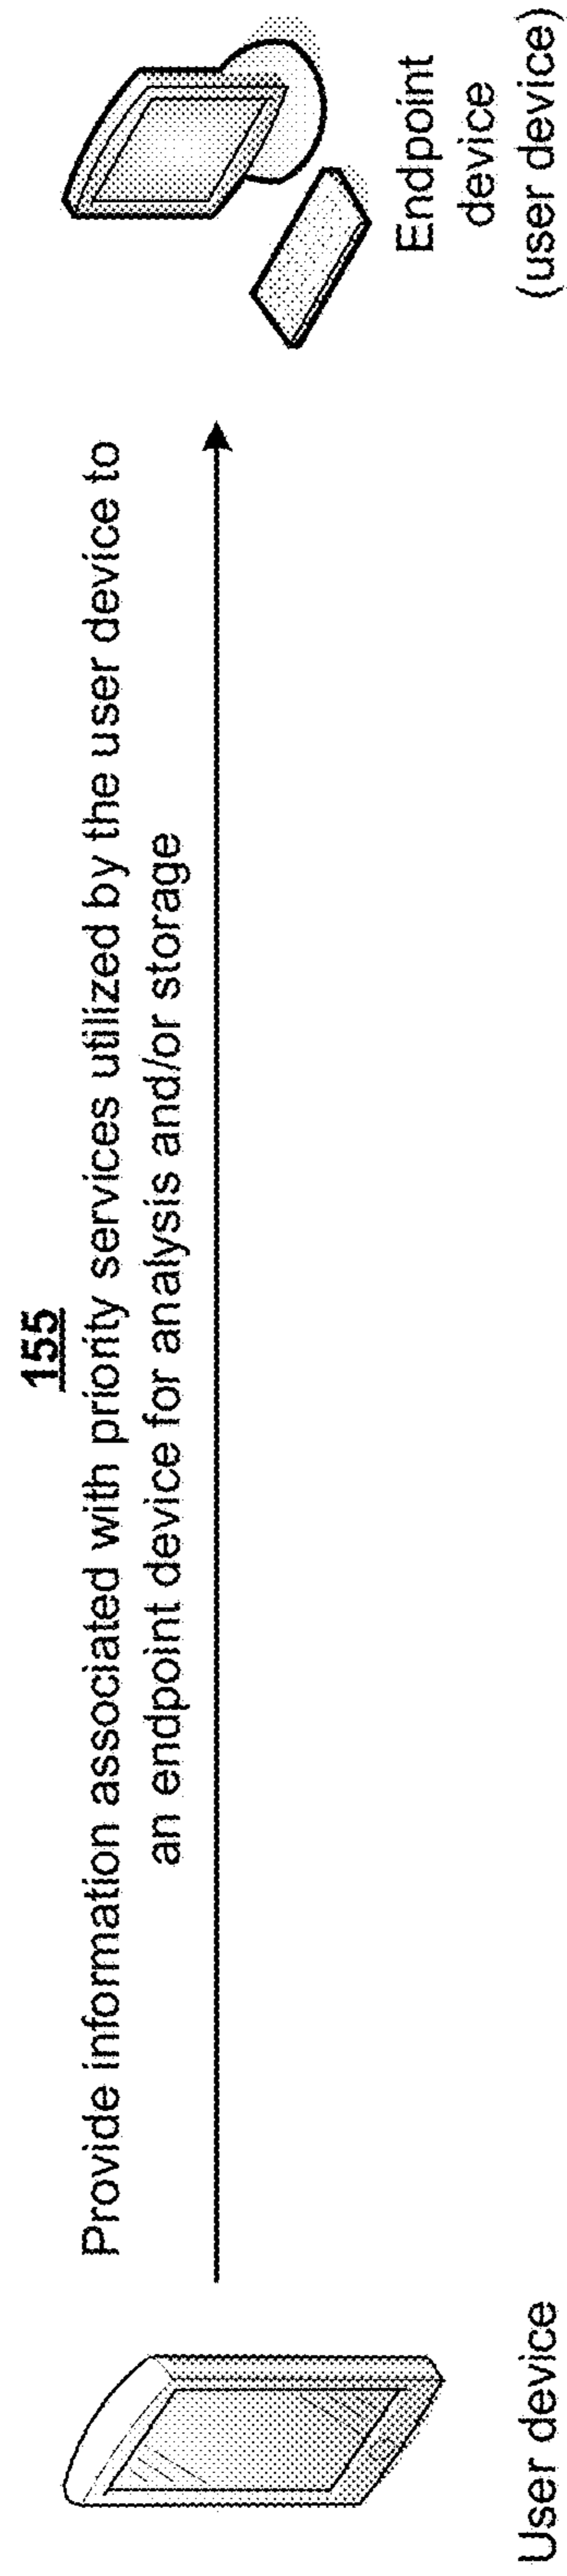 155
Provide information associated with priority services utilized by the user device to
an endpoint device for analysis and/or storage
User device
Endpoint
device
(user device)